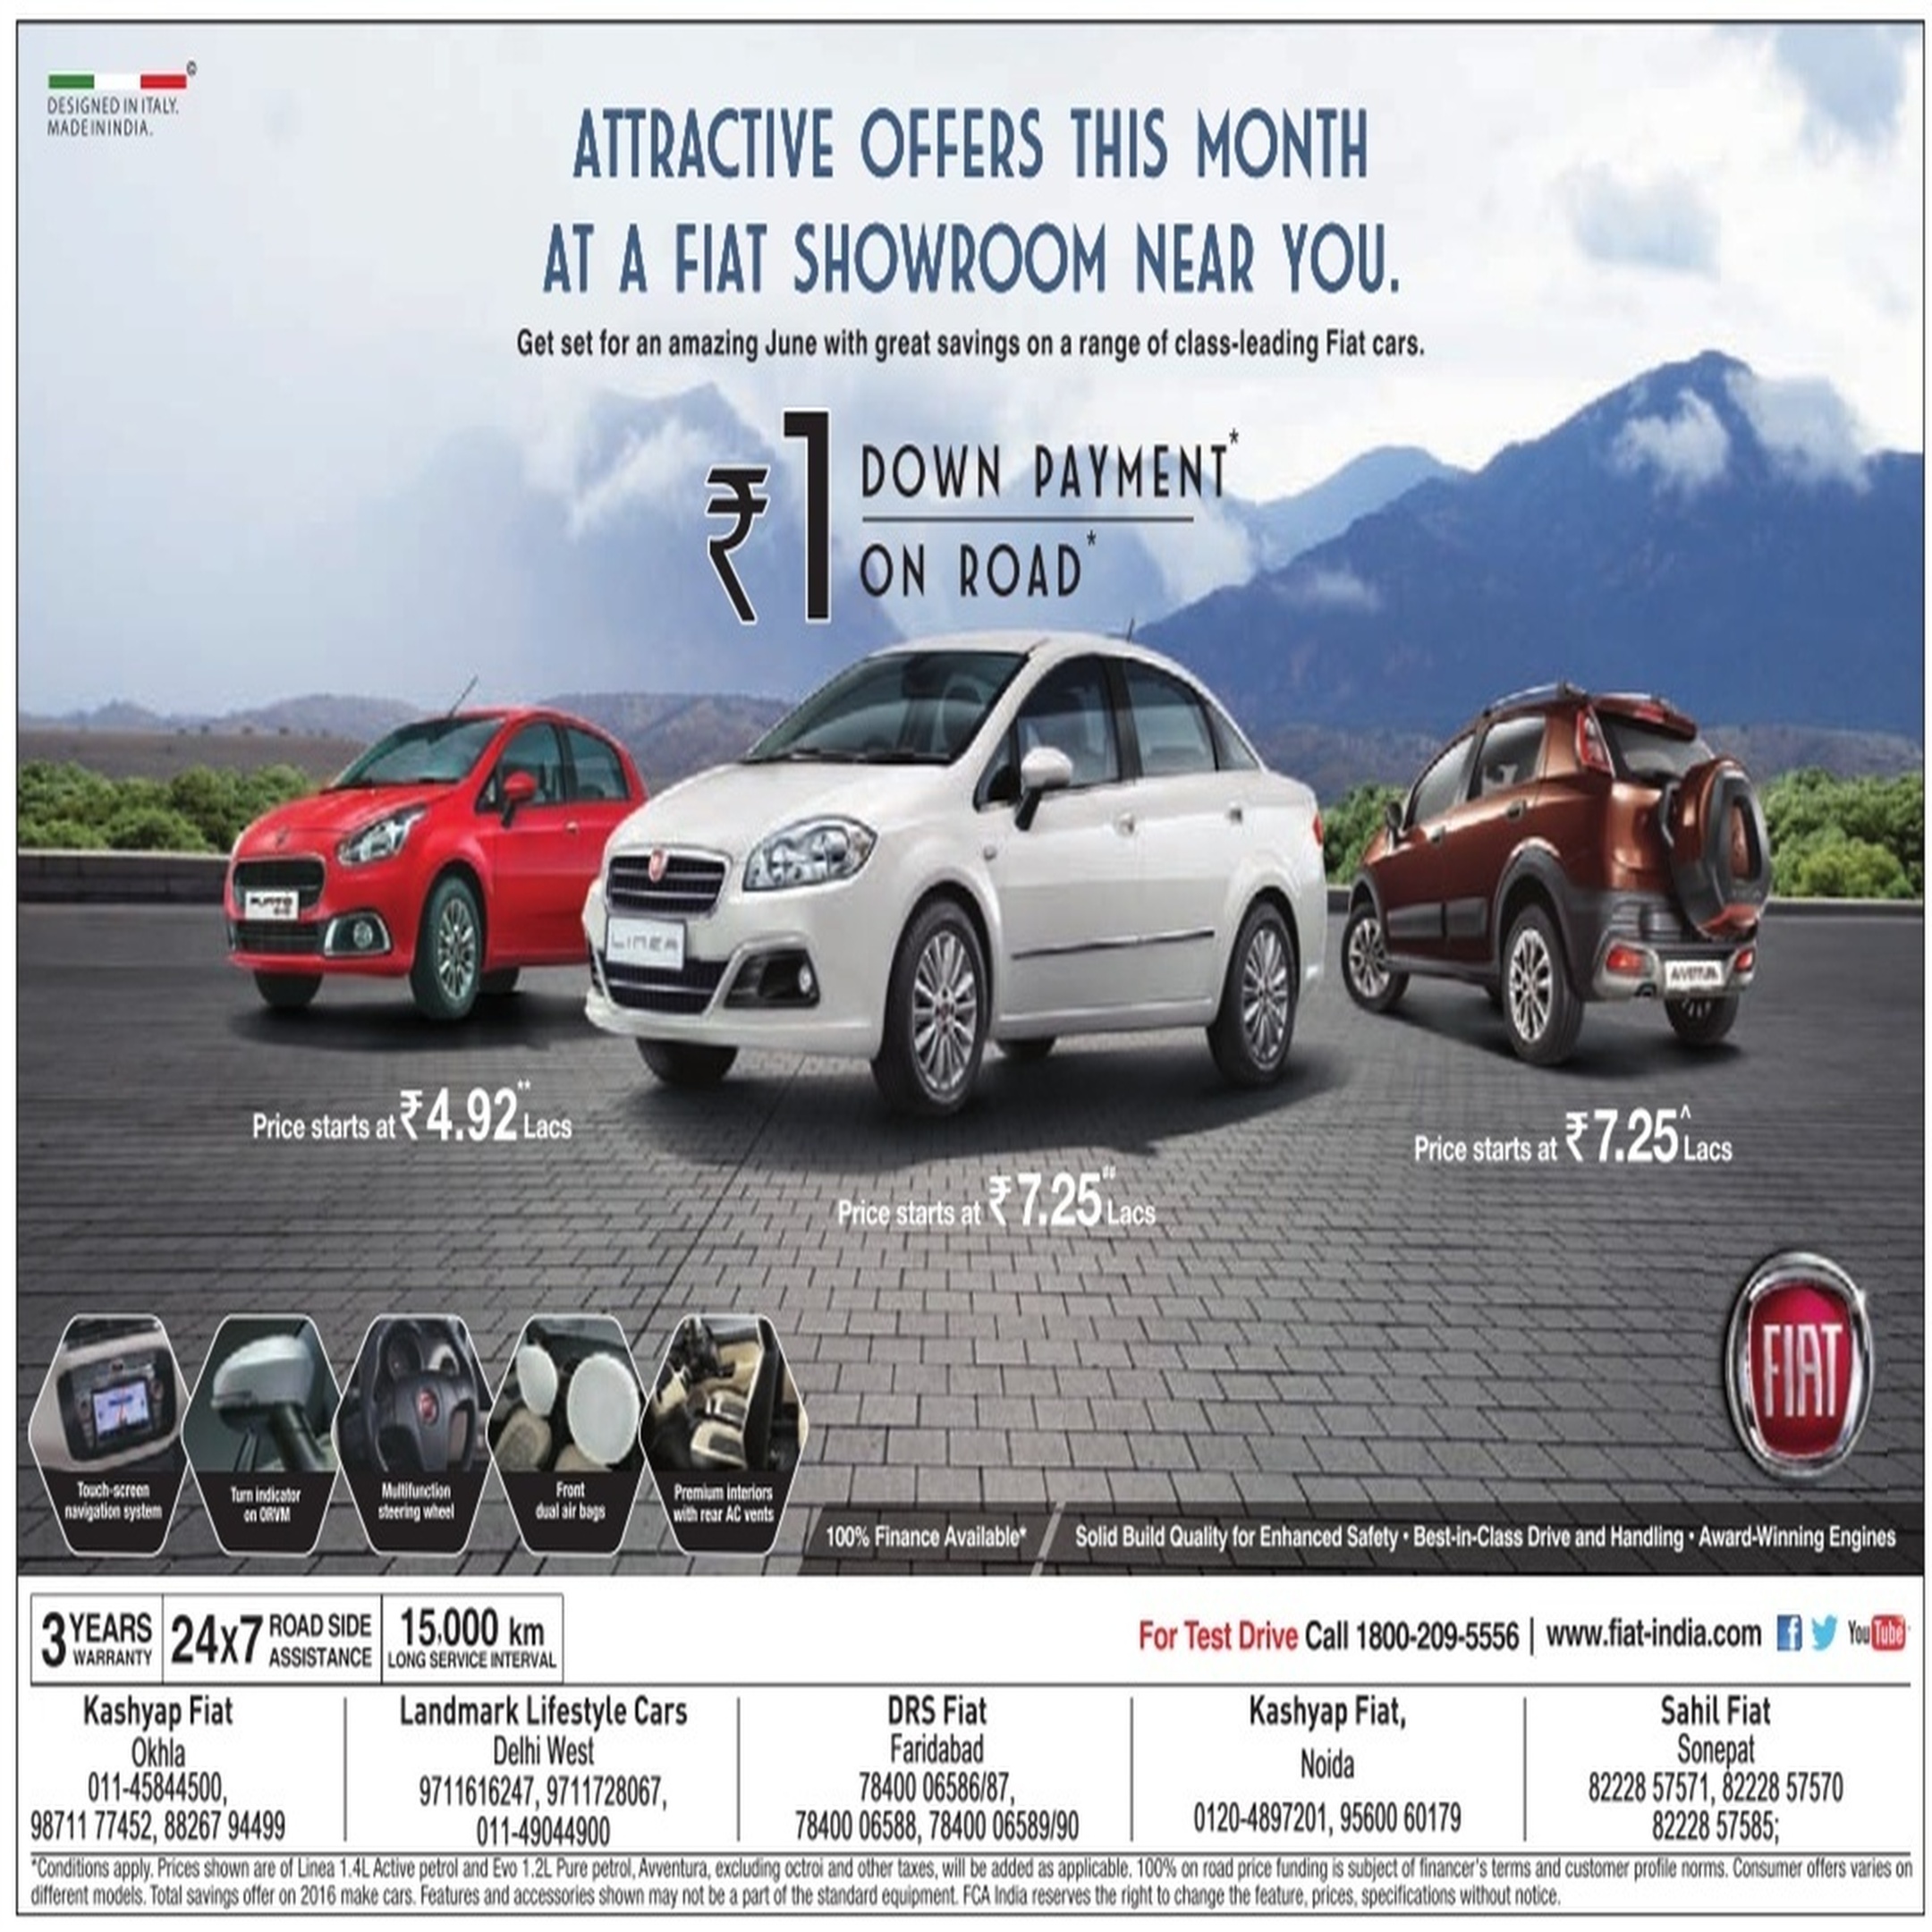 DESIGNED IN ITALY.
MADE IN INDIA.
©
ATTRACTIVE OFFERS THIS MONTH
AT A FIAT SHOWROOM NEAR YOU.
Get set for an amazing June with great savings on a range of class-leading Fiat cars.
₹1 DOWN PAYMENT*
ON ROAD*
PUNTO EVO
LINEA
AVVENTURA
Price starts at ₹4.92** Lacs
Price starts at ₹7.25^ Lacs
Price starts at ₹7.25## Lacs
FIAT
Touch-screen
navigation system
Turn indicator
on ORVM
Multifunction
steering wheel
Front
dual air bags
Premium interiors
with rear AC vents
100% Finance Available*
Solid Build Quality for Enhanced Safety • Best-in-Class Drive and Handling • Award-Winning Engines
3 YEARS WARRANTY
24x7 ROAD SIDE ASSISTANCE
15,000 km
LONG SERVICE INTERVAL
For Test Drive Call 1800-209-5556 | www.fiat-india.com f YouTube
Kashyap Fiat
Okhla
011-45844500,
98711 77452, 88267 94499
Landmark Lifestyle Cars
Delhi West
9711616247, 9711728067,
011-49044900
DRS Fiat
Faridabad
78400 06586/87,
78400 06588, 78400 06589/90
Kashyap Fiat,
Noida
0120-4897201, 95600 60179
Sahil Fiat
Sonepat
82228 57571, 82228 57570
82228 57585;
*Conditions apply. Prices shown are of Linea 1.4L Active petrol and Evo 1.2L Pure petrol, Avventura, excluding octroi and other taxes, will be added as applicable. 100% on road price funding is subject of financer's terms and customer profile norms. Consumer offers varies on
different models. Total savings offer on 2016 make cars. Features and accessories shown may not be a part of the standard equipment. FCA India reserves the right to change the feature, prices, specifications without notice.